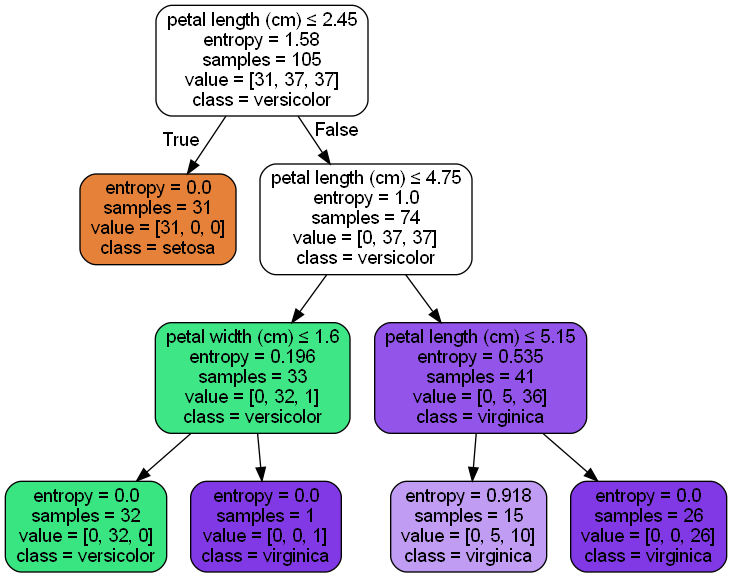 petal length (cm) ≤ 2.45
entropy = 1.58
samples = 105
value = [31, 37, 37]
class = versicolor
True
False
entropy = 0.0
samples = 31
value = [31, 0, 0]
class = setosa
petal length (cm) ≤ 4.75
entropy = 1.0
samples = 74
value = [0, 37, 37]
class = versicolor
petal width (cm) ≤ 1.6
entropy = 0.196
samples = 33
value = [0, 32, 1]
class = versicolor
petal length (cm) ≤ 5.15
entropy = 0.535
samples = 41
value = [0, 5, 36]
class = virginica
entropy = 0.0
samples = 32
value = [0, 32, 0]
class = versicolor
entropy = 0.0
samples = 1
value = [0, 0, 1]
class = virginica
entropy = 0.918
samples = 15
value = [0, 5, 10]
class = virginica
entropy = 0.0
samples = 26
value = [0, 0, 26]
class = virginica